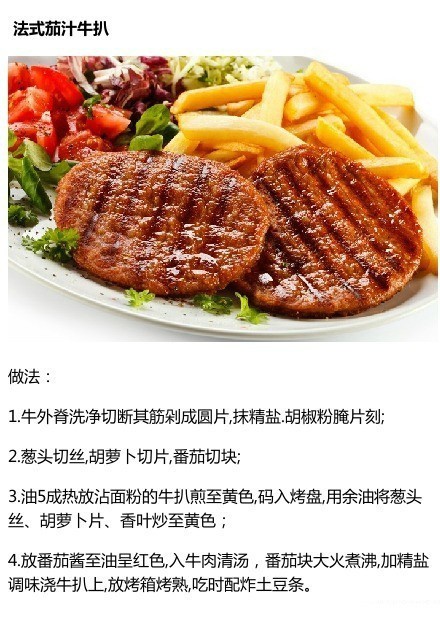 法式茄汁牛扒
做法：
1.牛外脊洗净切断其筋剁成圆片,抹精盐.胡椒粉腌片刻;
2.葱头切丝,胡萝卜切片,番茄切块;
3.油5成热放沾面粉的牛扒煎至黄色,码入烤盘,用余油将葱头
丝、胡萝卜片、香叶炒至黄色；
4.放番茄酱至油呈红色,入牛肉清汤，番茄块大火煮沸,加精盐
调味浇牛扒上,放烤箱烤熟,吃时配炸土豆条。